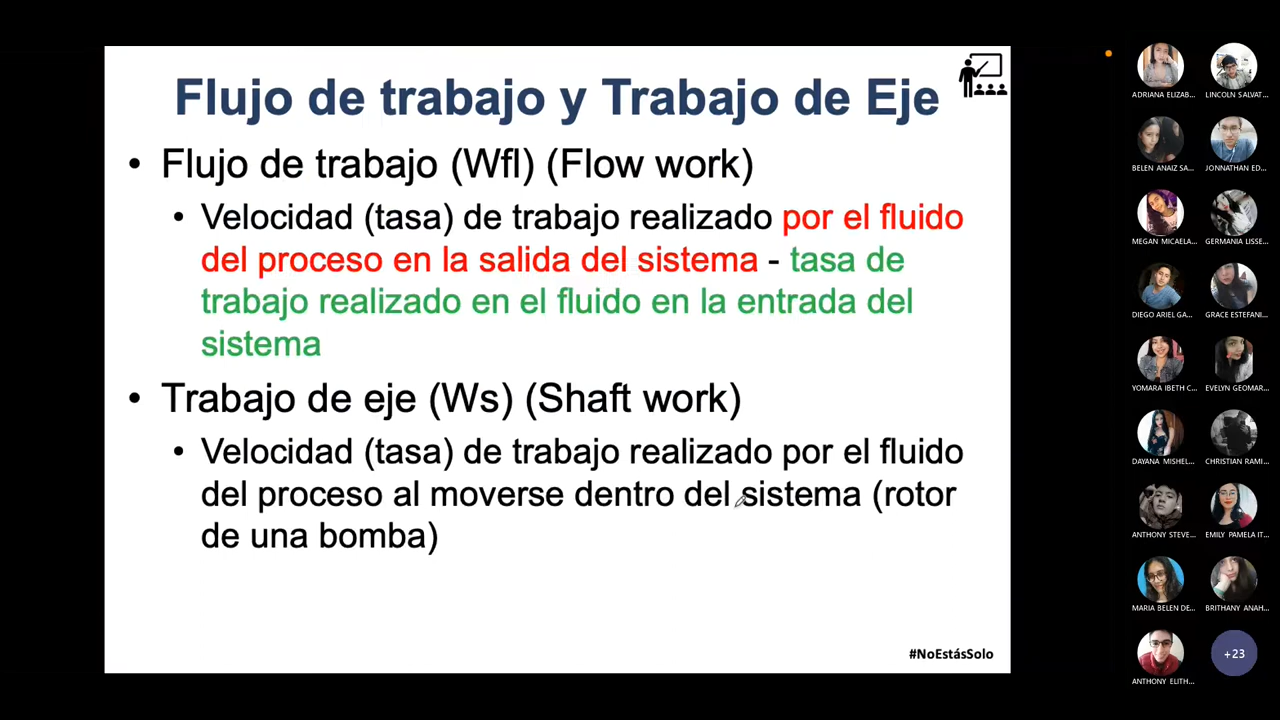 Flujo de trabajo y Trabajo de Eje
• Flujo de trabajo (Wfl) (Flow work)
• Velocidad (tasa) de trabajo realizado por el fluido
del proceso en la salida del sistema - tasa de
trabajo realizado en el fluido en la entrada del
sistema
• Trabajo de eje (Ws) (Shaft work)
• Velocidad (tasa) de trabajo realizado por el fluido
del proceso al moverse dentro del sistema (rotor
de una bomba)
#NoEstásSolo
ADRIANA ELIZAB...
LINCOLN SALVAT...
BELEN ANAIZ SA...
JONNATHAN ED...
MEGAN MICAELA...
GERMANIA LISSE...
DIEGO ARIEL GA...
GRACE ESTEFANI...
YOMARA IBETH C...
EVELYN GEOMAR...
DAYANA MISHEL...
CHRISTIAN RAMI...
ANTHONY STEVE...
EMILY PAMELA IT...
MARIA BELEN DE...
BRITHANY ANAH...
ANTHONY ELITH...
+23